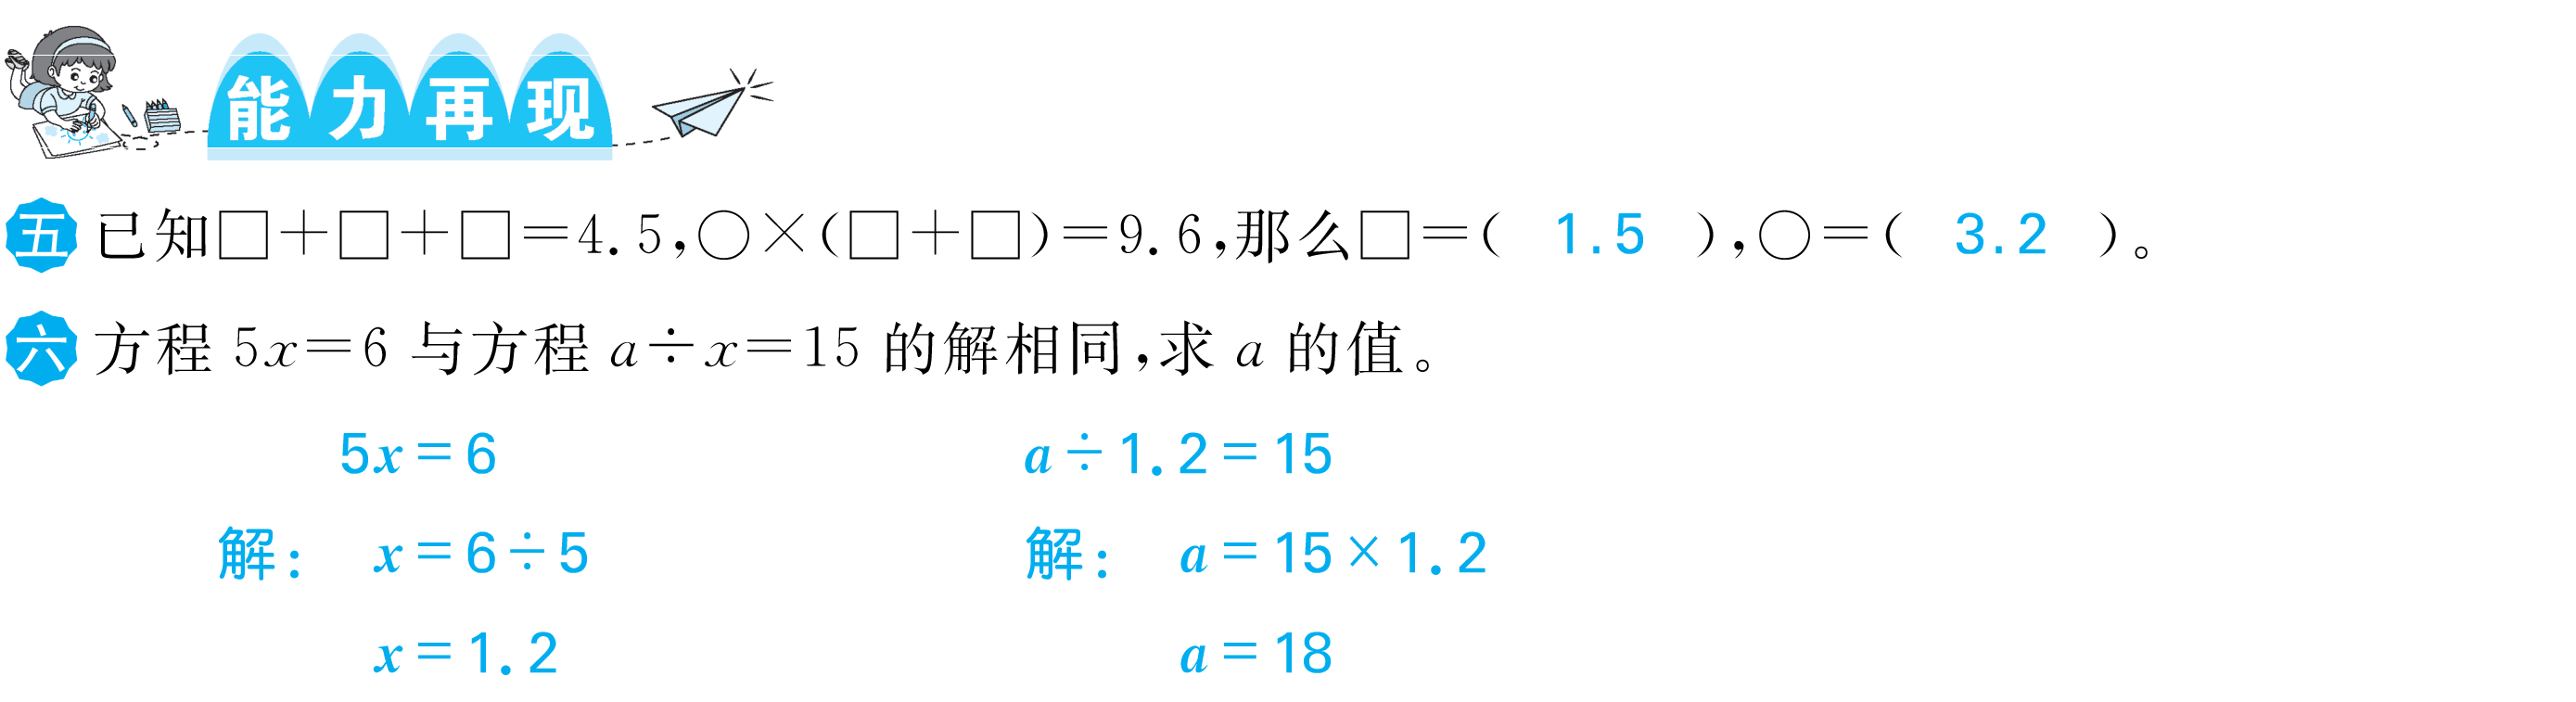 能力再现
五 已知□+□+□=4.5,○×(□+□)=9.6,那么□=( 1.5 ),○=( 3.2 )。
六 方程 5x=6 与方程 a÷x=15 的解相同,求 a 的值。
5x=6 a÷1.2=15
解: x=6÷5 解: a=15×1.2
x=1.2 a=18